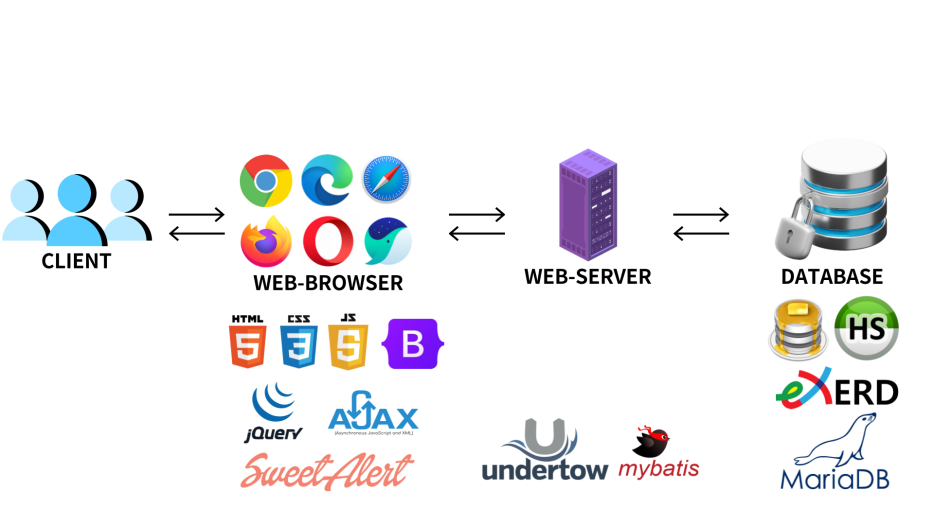 CLIENT
WEB-BROWSER
WEB-SERVER
DATABASE
HTML
5
CSS
3
JS
5
B
jQuery
AJAX
(Asynchronous JavaScript and XML)
SweetAlert
U
undertow
mybatis
HS
eXERD
MariaDB